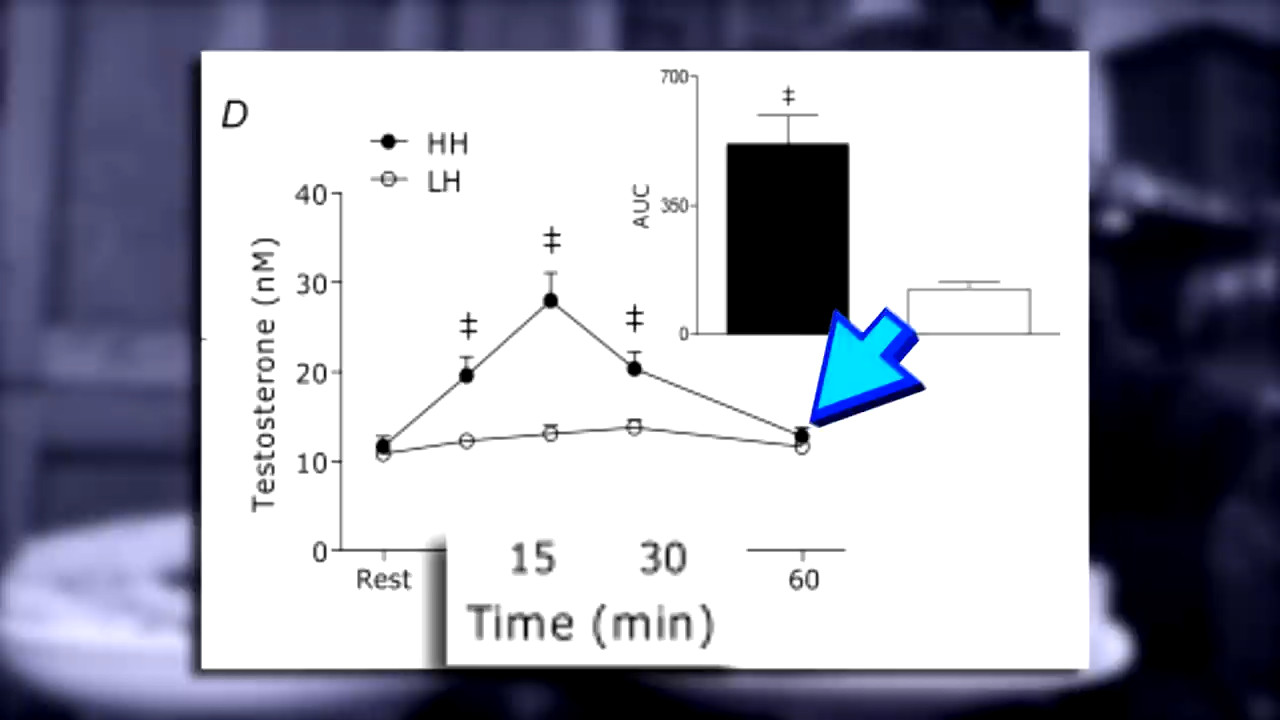 D
HH
LH
Testosterone (nM)
40
30
20
10
0
‡
‡
‡
Rest
15
30
60
Time (min)
AUC
700
350
0
‡